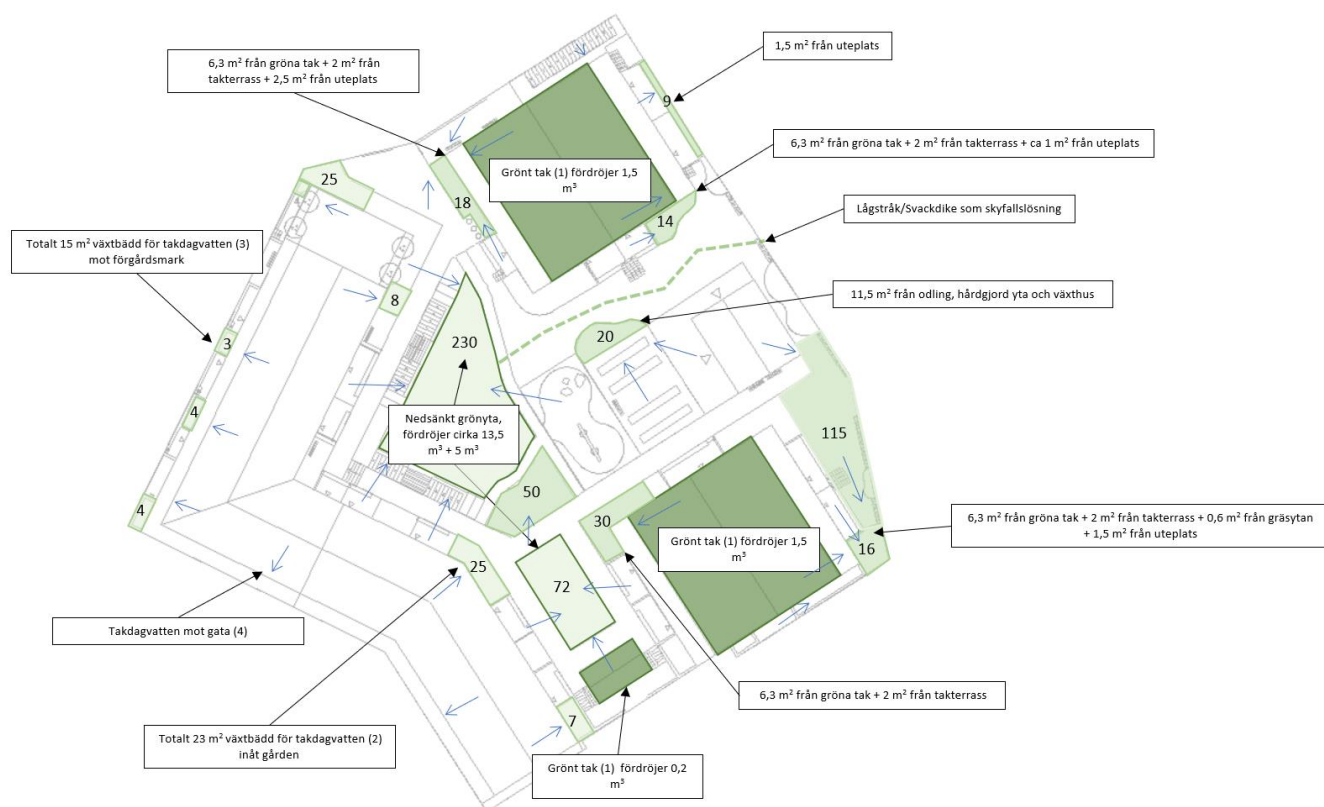 6,3 m² från gröna tak + 2 m² från
takterrass + 2,5 m² från uteplats
1,5 m² från uteplats
9
6,3 m² från gröna tak + 2 m² från takterrass + ca 1 m² från uteplats
Grönt tak (1) fördröjer 1,5
m³
25
18
14
Lågstråk/Svackdike som skyfallslösning
Totalt 15 m² växtbädd för takdagvatten (3)
mot förgårdsmark
11,5 m² från odling, hårdgjord yta och växthus
8
3
230
20
4
Nedsänkt grönyta,
fördröjer cirka 13,5
m³ + 5 m³
115
50
4
30
6,3 m² från gröna tak + 2 m² från takterrass + 0,6 m² från gräsytan
+ 1,5 m² från uteplats
Grönt tak (1) fördröjer 1,5
m³
16
25
72
Takdagvatten mot gata (4)
6,3 m² från gröna tak + 2 m² från takterrass
7
Totalt 23 m² växtbädd för takdagvatten (2)
inåt gården
Grönt tak (1) fördröjer 0,2
m³